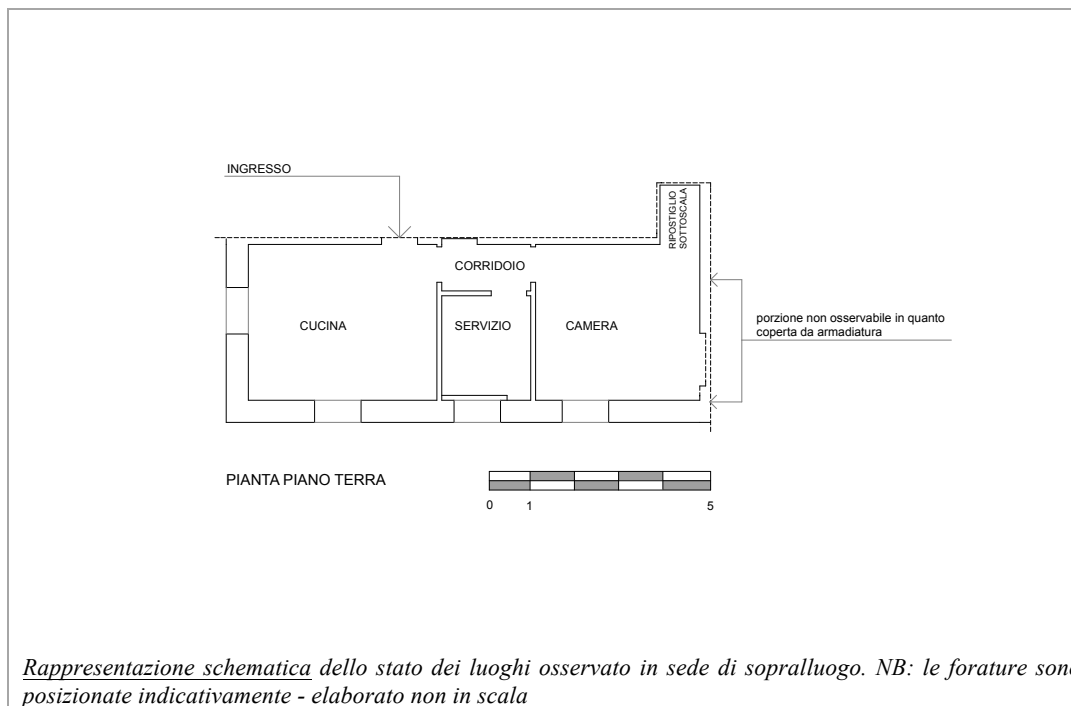 INGRESSO
RIPOSTIGLIO
SOTTOSCALA
CORRIDOIO
CUCINA
SERVIZIO
CAMERA
porzione non osservabile in quanto
coperta da armadiatura
PIANTA PIANO TERRA
0 1 5
Rappresentazione schematica dello stato dei luoghi osservato in sede di sopralluogo. NB: le forature sono
posizionate indicativamente - elaborato non in scala